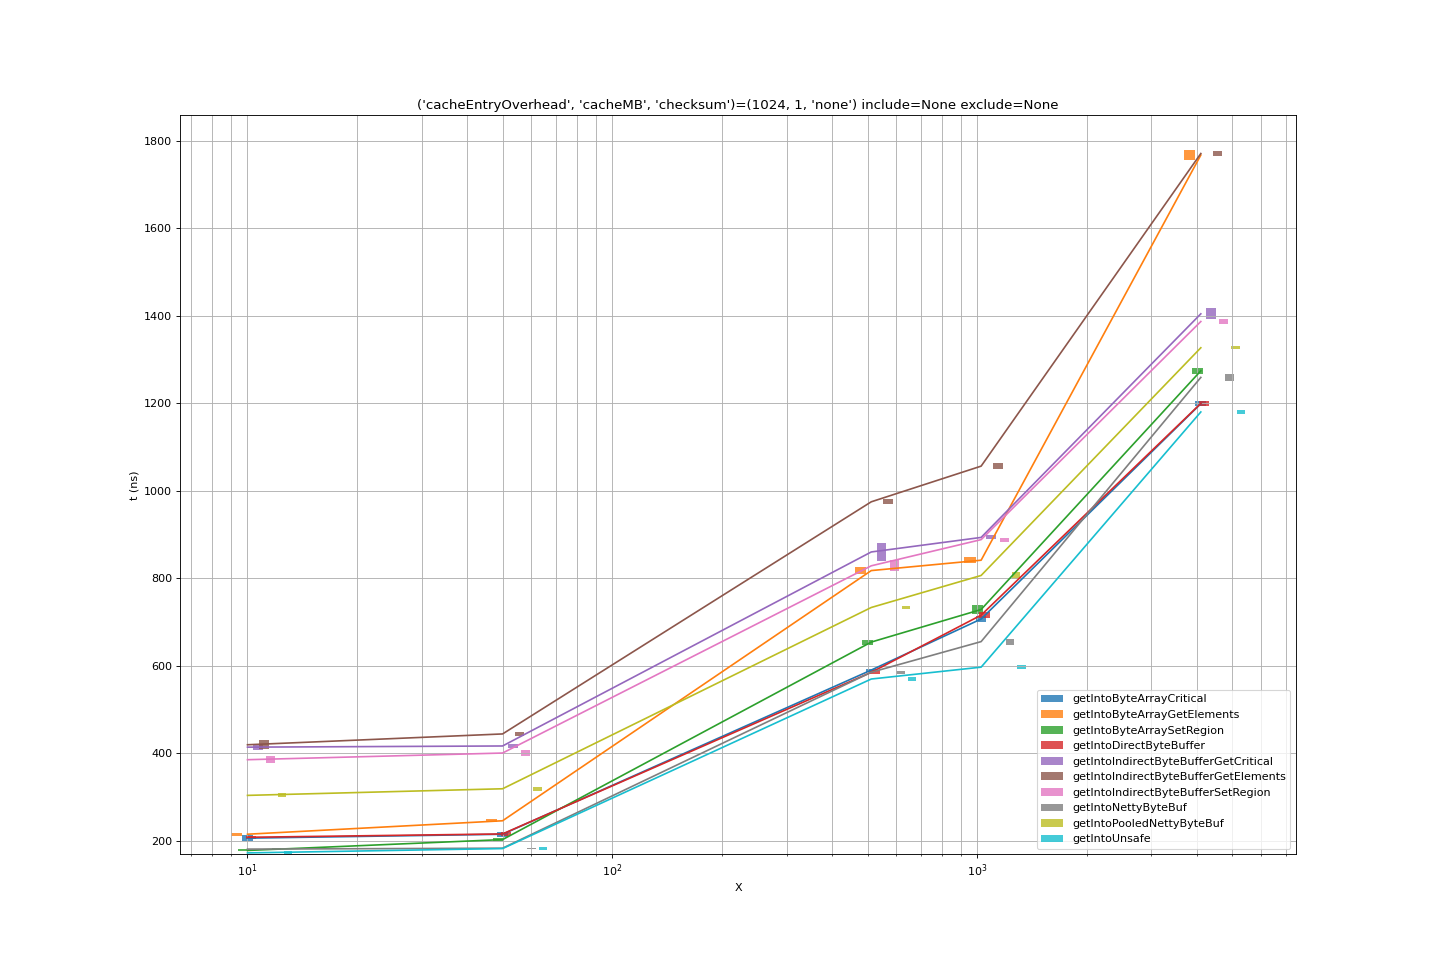 ('cacheEntryOverhead', 'cacheMB', 'checksum')=(1024, 1, 'none') include=None exclude=None
1800
1600
1400
1200
1000
800
600
400
200
t (ns)
10¹
10²
10³
X
getIntoByteArrayCritical
getIntoByteArrayGetElements
getIntoByteArraySetRegion
getIntoDirectByteBuffer
getIntoIndirectByteBufferGetCritical
getIntoIndirectByteBufferGetElements
getIntoIndirectByteBufferSetRegion
getIntoNettyByteBuf
getIntoPooledNettyByteBuf
getIntoUnsafe